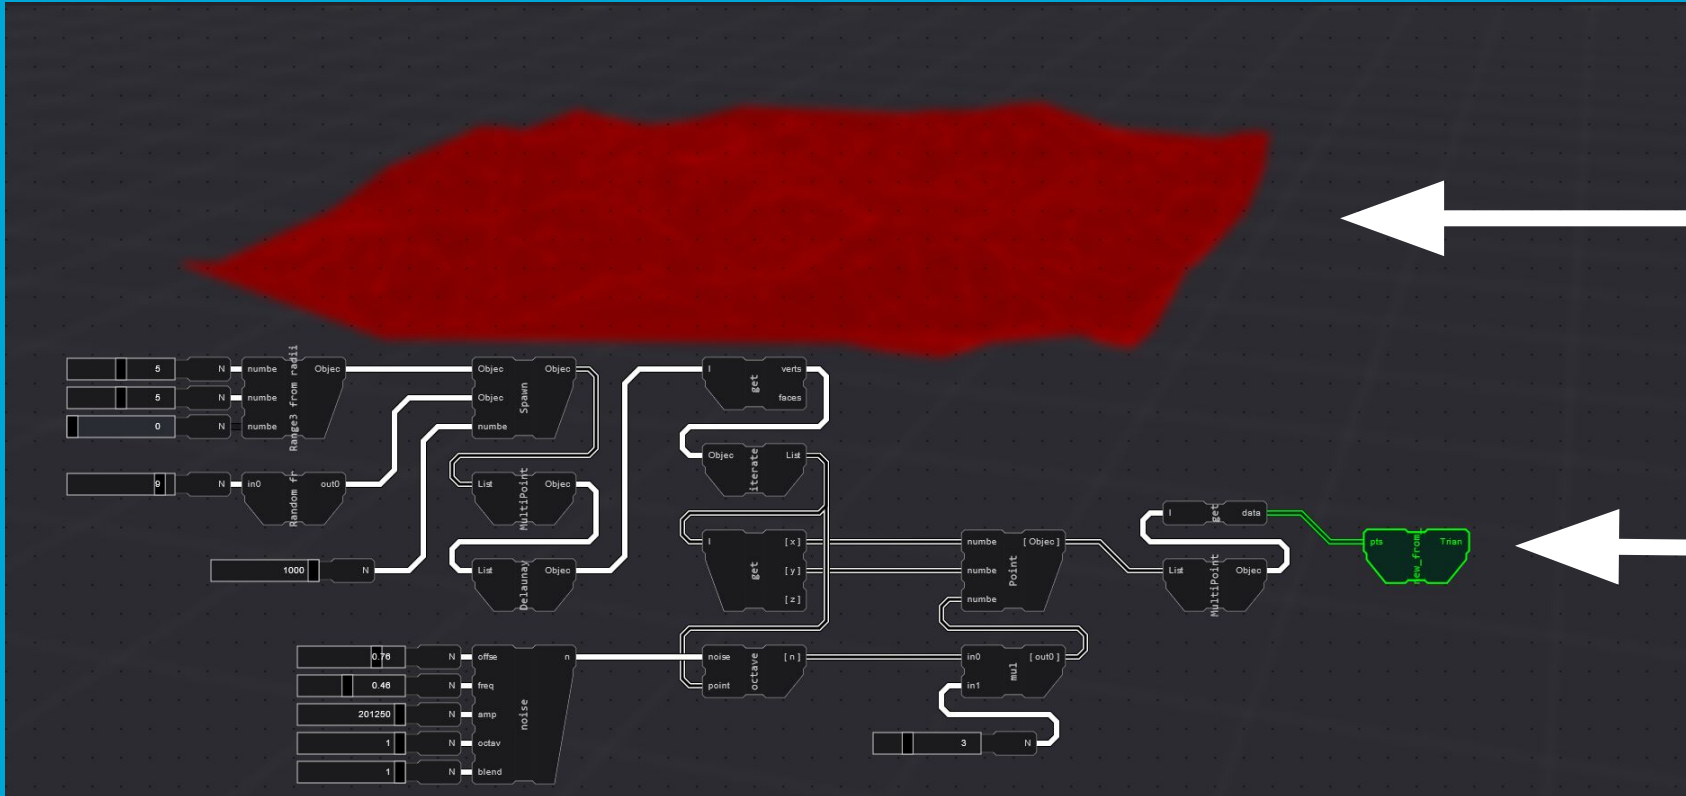 5 N numbe Range3 from radii Objec
5 N numbe
0 N numbe
Objec Spawn Objec
Objec
numbe
I get verts
faces
Objec iterate List
9 N in0 Random fr out0
List MultiPoint Objec
1000 N
List Delaunay Objec
I get [ x ]
[ y ]
[ z ]
numbe Point [ Objec ]
numbe
numbe
I get data
List MultiPoint Objec
pts new_from_ Trian
0.76 N offse noise n
0.46 N freq
201250 N amp
1 N octav
1 N blend
noise octave [ n ]
point
in0 mul [ out0 ]
in1
3 N